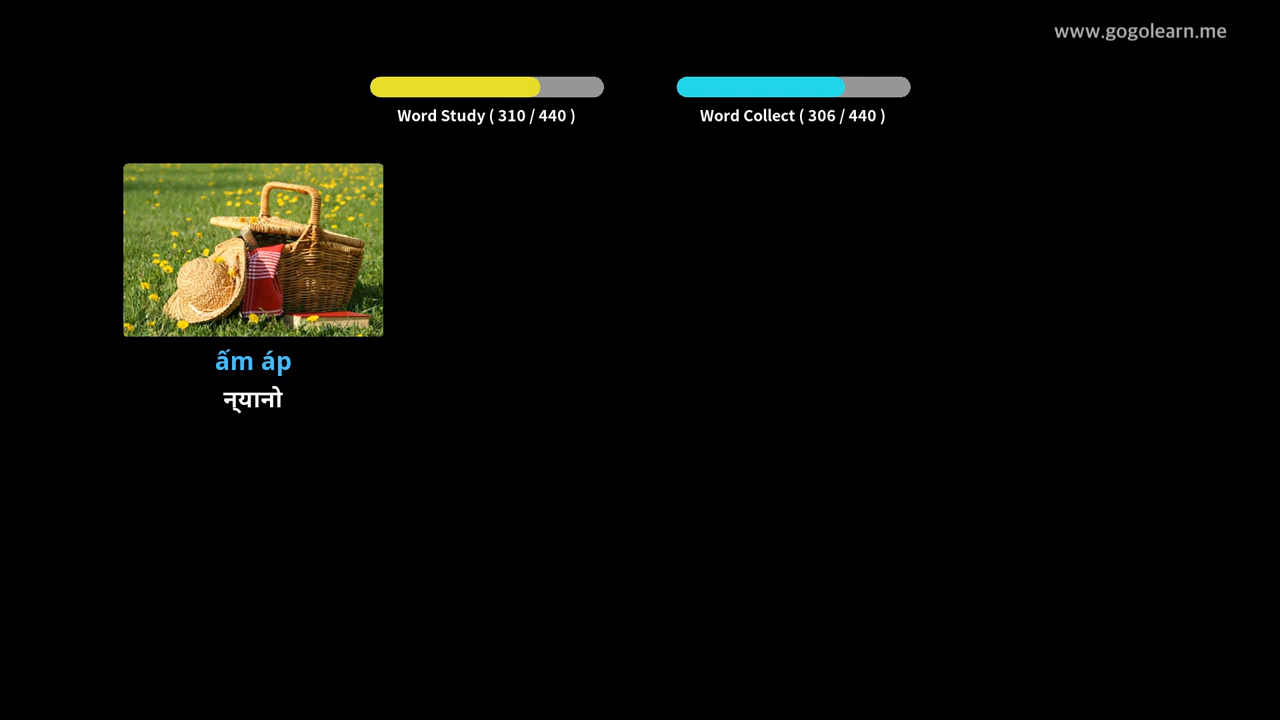 www.gogolearn.me
Word Study ( 310 / 440 )
Word Collect ( 306 / 440 )
ấm áp
न्यानो